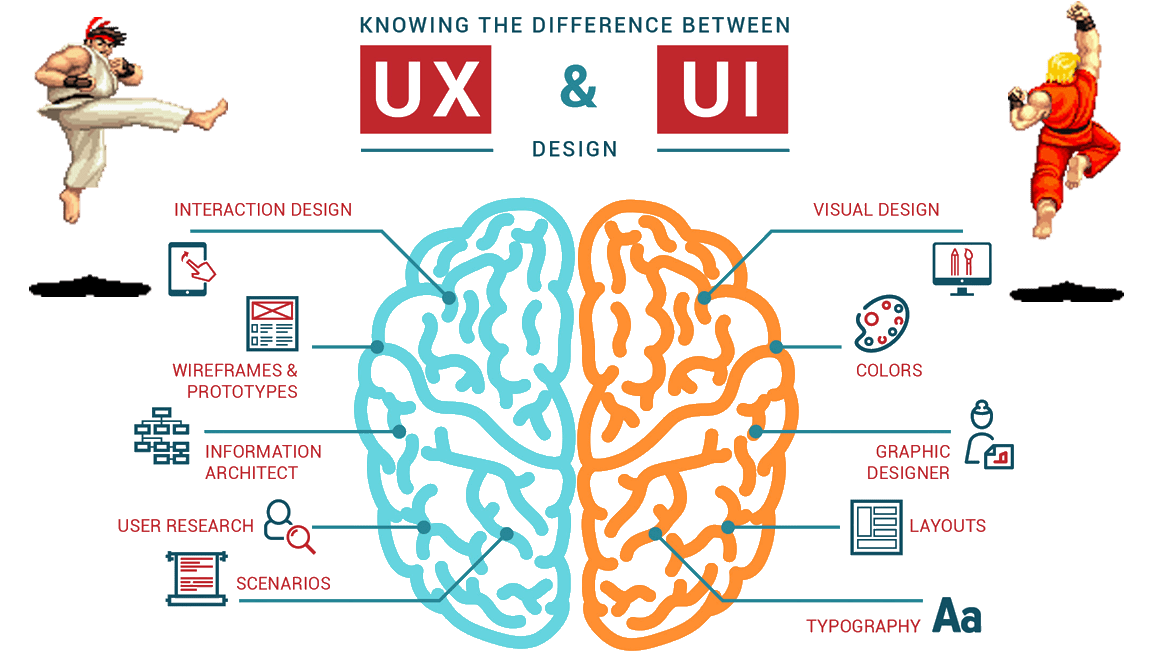 KNOWING THE DIFFERENCE BETWEEN
UX & UI
DESIGN
INTERACTION DESIGN
WIREFRAMES &
PROTOTYPES
INFORMATION
ARCHITECT
USER RESEARCH
SCENARIOS
VISUAL DESIGN
COLORS
GRAPHIC
DESIGNER
LAYOUTS
TYPOGRAPHY Aa